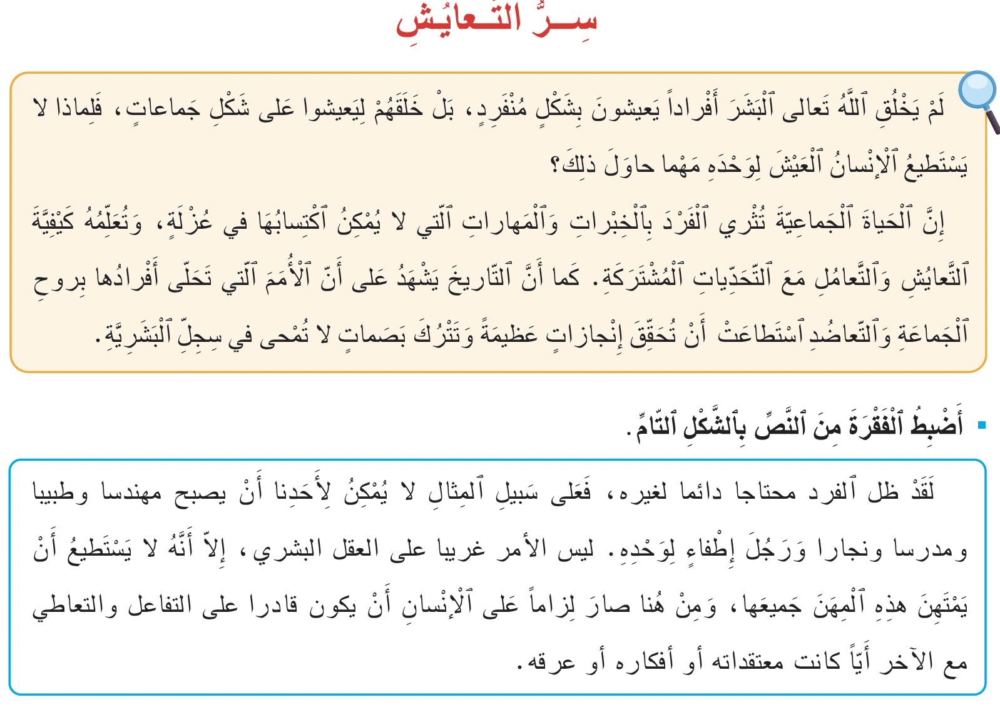 سِـــرُّ التَّـــعايُـشِ
لَمْ يَخْلُقِ ٱللَّهُ تَعالى ٱلْبَشَرَ أَفْراداً يَعيشونَ بِشَكْلٍ مُنْفَرِدٍ، بَلْ خَلَقَهُمْ لِيَعيشوا عَلى شَكْلِ جَماعاتٍ، فَلِماذا لا
يَسْتَطيعُ ٱلْإنْسانُ ٱلْعَيْشَ لِوَحْدَهِ مَهْما حاوَلَ ذلِكَ؟
إِنَّ ٱلْحَياةَ ٱلْجَماعِيّةَ تُثْري ٱلْفَرْدَ بِٱلْخِبْراتِ وَٱلْمَهاراتِ ٱلّتي لا يُمْكِنُ ٱكْتِسابُهَا في عُزْلَةٍ، وَتُعَلِّمُهُ كَيْفِيَّةَ
ٱلتَّعايُشِ وَٱلتَّعامُلِ مَعَ ٱلتّحَدِّياتِ ٱلْمُشْتَرَكَةِ. كَما أَنَّ ٱلتّاريخَ يَشْهَدُ عَلى أَنّ ٱلْأُمَمَ ٱلّتي تَحَلّى أَفْرادُها بِروحِ
ٱلْجَماعَةِ وَٱلتّعاضُدِ ٱسْتَطاعَتْ أَنْ تُحَقِّقَ إِنْجازاتٍ عَظيمَةً وَتَتْرُكَ بَصَماتٍ لا تُمْحى في سِجِلِّ ٱلْبَشَرِيَّةِ.
▪ أَضْبِطُ ٱلْفَقْرَةَ مِنَ ٱلنَّصِّ بِٱلشَّكْلِ ٱلتّامِّ.
لَقَدْ ظل ٱلفرد محتاجا دائما لغيره، فَعَلى سَبيلِ ٱلمِثالِ لا يُمْكِنُ لِأَحَدِنا أَنْ يصبح مهندسا وطبيبا
ومدرسا ونجارا وَرَجُلَ إِطْفاءٍ لِوَحْدِهِ. ليس الأمر غريبا على العقل البشري، إِلاّ أَنَّهُ لا يَسْتَطيعُ أَنْ
يَمْتَهِنَ هذِهِ ٱلْمِهَنَ جَميعَها، وَمِنْ هُنا صارَ لِزاماً عَلى ٱلْإنْسانِ أَنْ يكون قادرا على التفاعل والتعاطي
مع الآخر أَيّاً كانت معتقداته أو أفكاره أو عرقه.